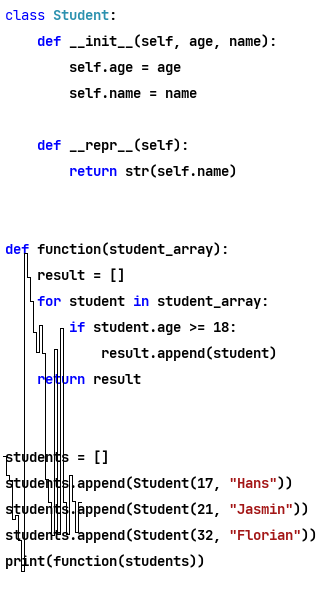 class Student:
    def __init__(self, age, name):
        self.age = age
        self.name = name
    def __repr__(self):
        return str(self.name)
def function(student_array):
    result = []
    for student in student_array:
        if student.age >= 18:
            result.append(student)
    return result
students = []
students.append(Student(17, "Hans"))
students.append(Student(21, "Jasmin"))
students.append(Student(32, "Florian"))
print(function(students))